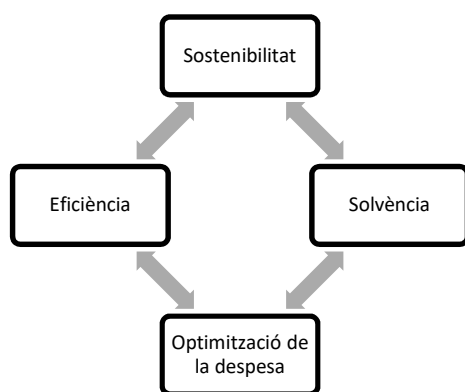 Sostenibilitat
Eficiència
Solvència
Optimització de
la despesa